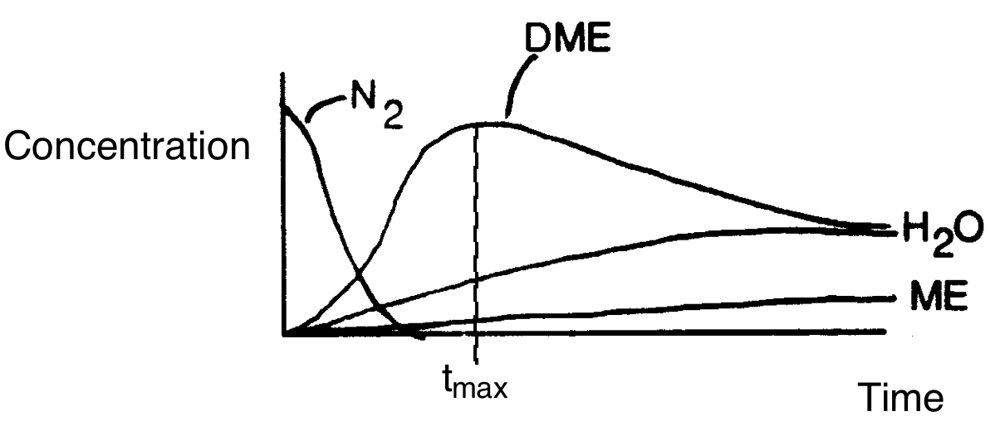 DME
N₂
Concentration
H₂O
ME
tmax
Time